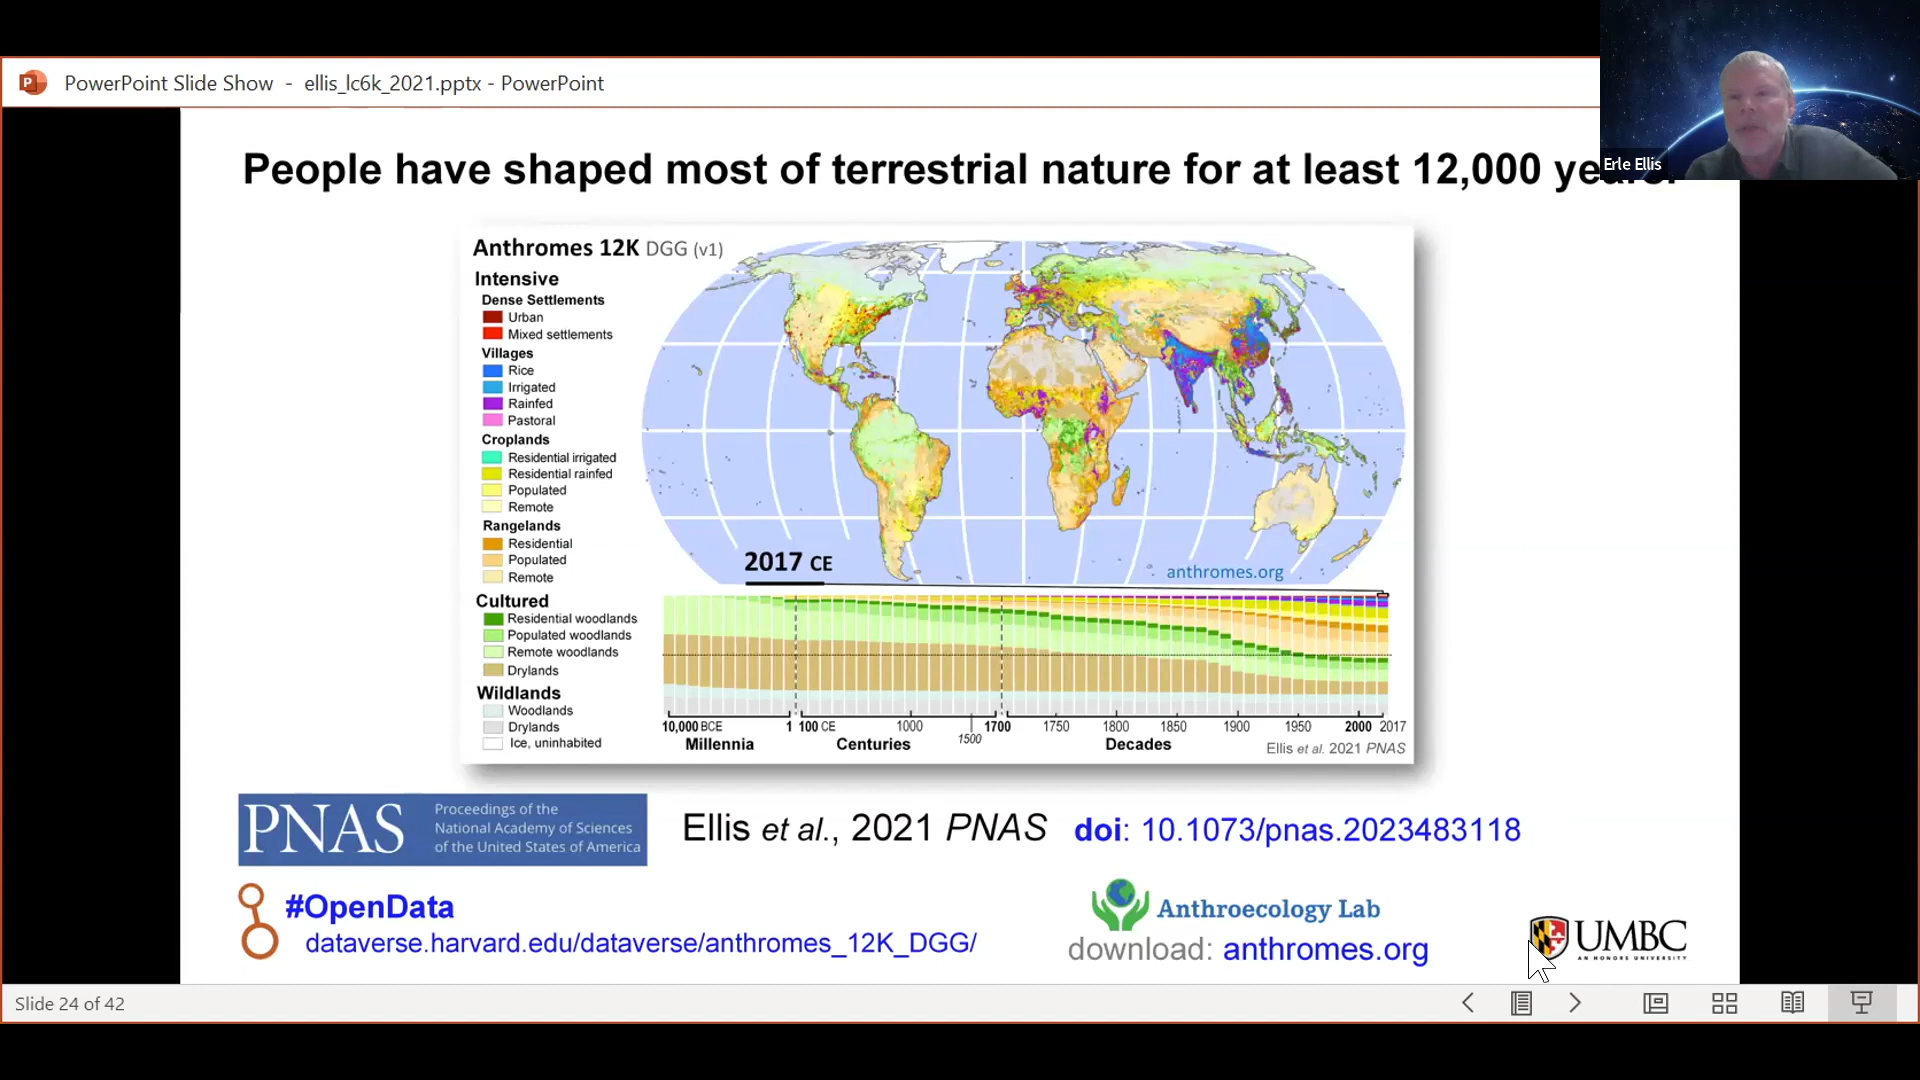 PowerPoint Slide Show - ellis_lc6k_2021.pptx - PowerPoint
Erle Ellis
People have shaped most of terrestrial nature for at least 12,000 years.
Anthromes 12K DGG (v1)
Intensive
Dense Settlements
Urban
Mixed settlements
Villages
Rice
Irrigated
Rainfed
Pastoral
Croplands
Residential irrigated
Residential rainfed
Populated
Remote
Rangelands
Residential
Populated
Remote
Cultured
Residential woodlands
Populated woodlands
Remote woodlands
Drylands
Wildlands
Woodlands
Drylands
Ice, uninhabited
2017 CE
anthromes.org
10,000 BCE 1 100 CE 1000 1500 1700 1750 1800 1850 1900 1950 2000 2017
Millennia Centuries Decades
Ellis et al. 2021 PNAS
PNAS
Proceedings of the
National Academy of Sciences
of the United States of America
Ellis et al., 2021 PNAS doi: 10.1073/pnas.2023483118
#OpenData
dataverse.harvard.edu/dataverse/anthromes_12K_DGG/
Anthroecology Lab
download: anthromes.org
UMBC
AN HONORS UNIVERSITY
Slide 24 of 42